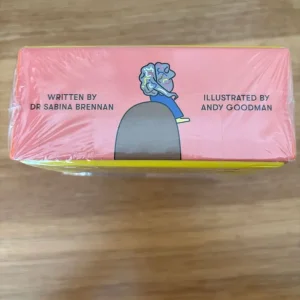 WRITTEN BY
DR SABINA BRENNAN
ILLUSTRATED BY
ANDY GOODMAN